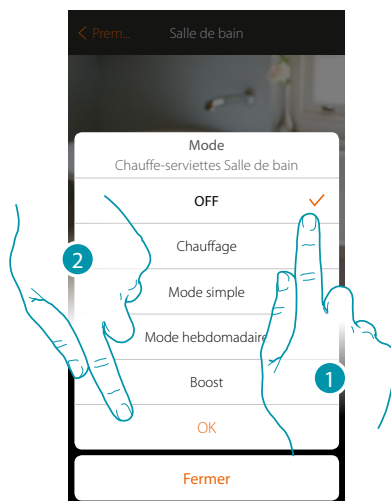 < Prem... Salle de bain
Mode
Chauffe-serviettes Salle de bain
OFF
Chauffage
2
Mode simple
Mode hebdomadaire
Boost
1
OK
Fermer